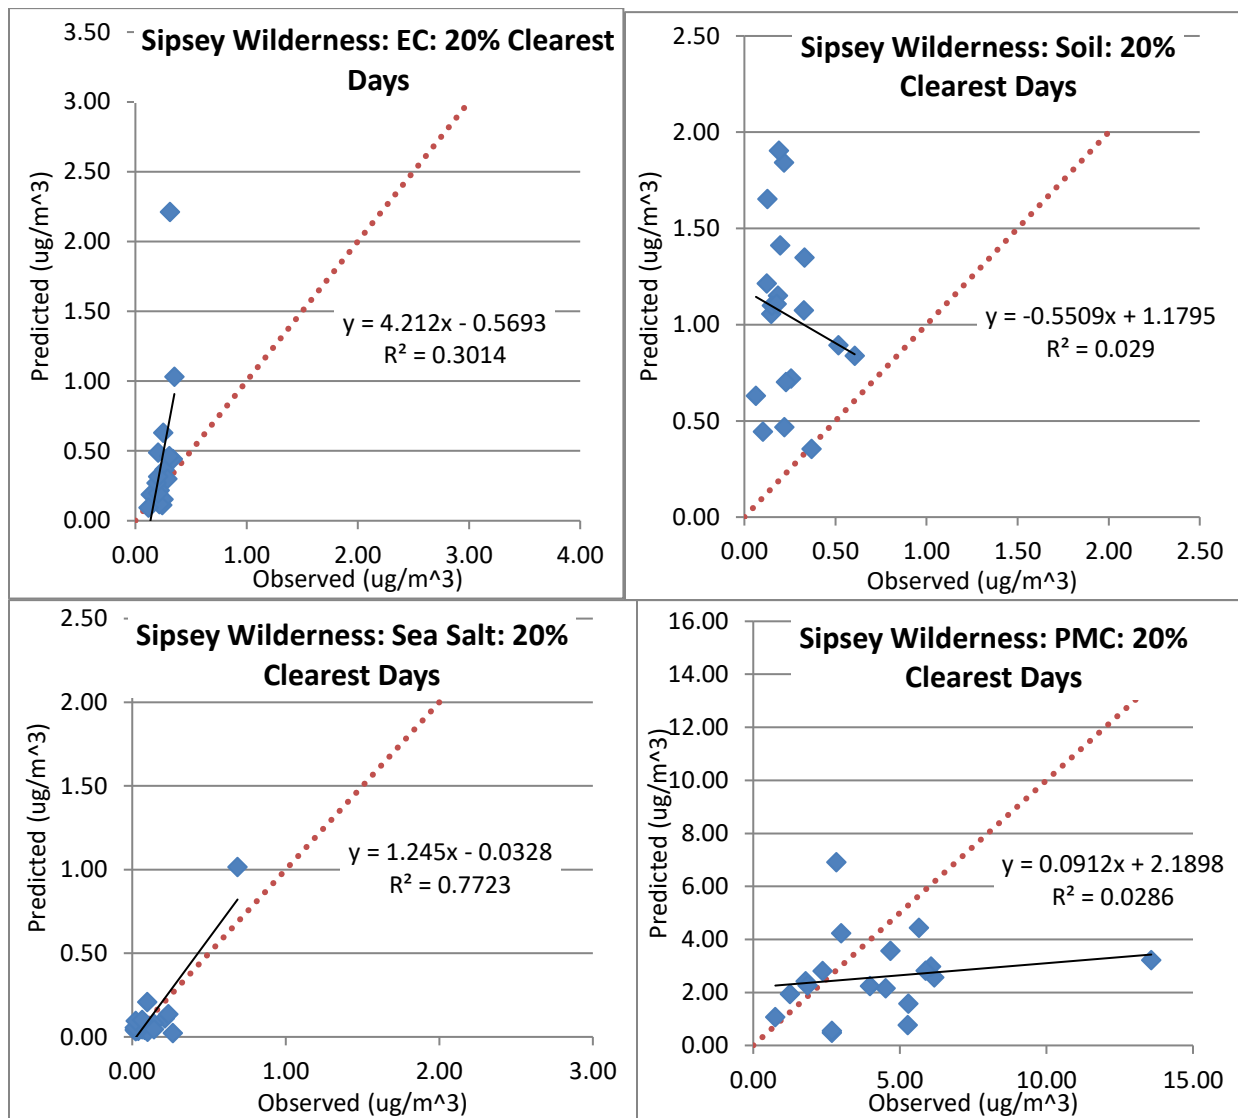 Sipsey Wilderness: EC: 20% Clearest
Days
3.50
3.00
2.50
2.00
1.50
1.00
0.50
0.00
Predicted (ug/m^3)
y = 4.212x - 0.5693
R² = 0.3014
0.00 1.00 2.00 3.00 4.00
Observed (ug/m^3)
Sipsey Wilderness: Soil: 20%
Clearest Days
2.50
2.00
1.50
1.00
0.50
0.00
Predicted (ug/m^3)
y = -0.5509x + 1.1795
R² = 0.029
0.00 0.50 1.00 1.50 2.00 2.50
Observed (ug/m^3)
Sipsey Wilderness: Sea Salt: 20%
Clearest Days
2.50
2.00
1.50
1.00
0.50
0.00
Predicted (ug/m^3)
y = 1.245x - 0.0328
R² = 0.7723
0.00 1.00 2.00 3.00
Observed (ug/m^3)
Sipsey Wilderness: PMC: 20%
Clearest Days
16.00
14.00
12.00
10.00
8.00
6.00
4.00
2.00
0.00
Predicted (ug/m^3)
y = 0.0912x + 2.1898
R² = 0.0286
0.00 5.00 10.00 15.00
Observed (ug/m^3)